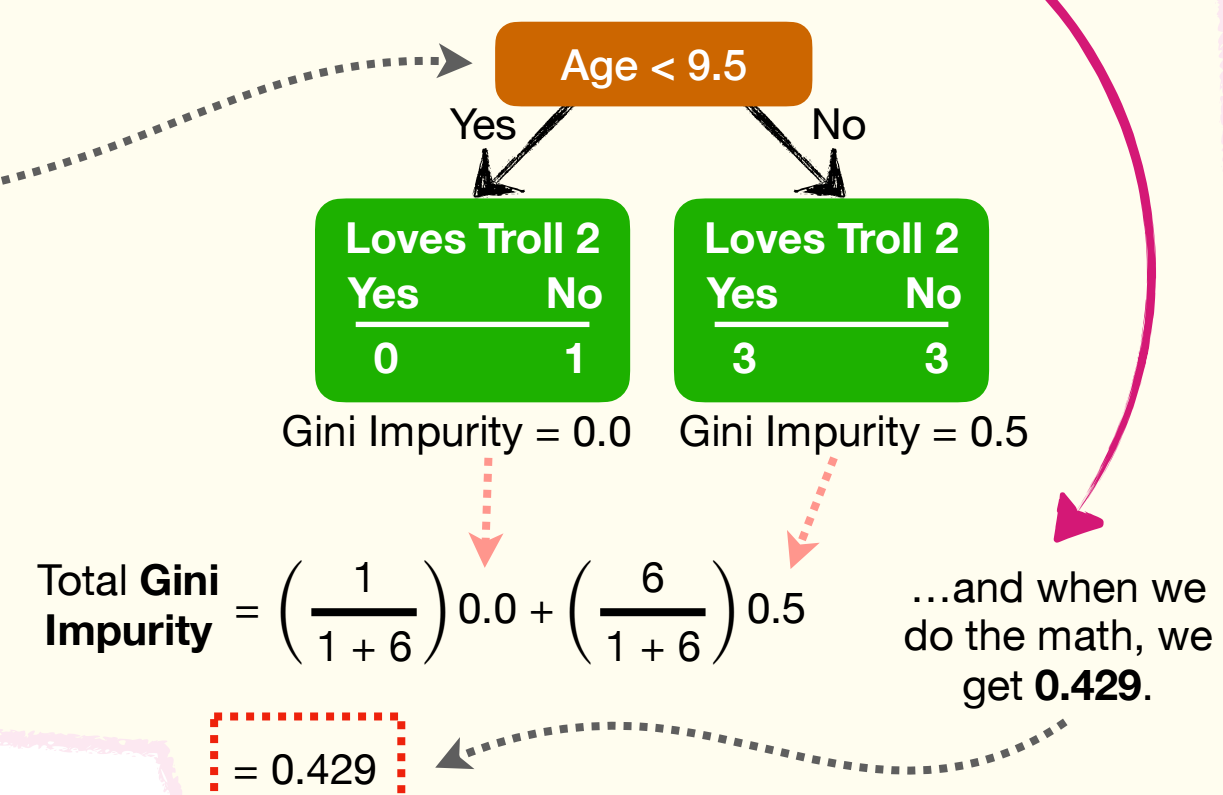 Age < 9.5
Yes No
Loves Troll 2 Loves Troll 2
Yes No Yes No
0 1 3 3
Gini Impurity = 0.0 Gini Impurity = 0.5
Total Gini
Impurity = ( 1 / 1 + 6 ) 0.0 + ( 6 / 1 + 6 ) 0.5
= 0.429
…and when we
do the math, we
get 0.429.